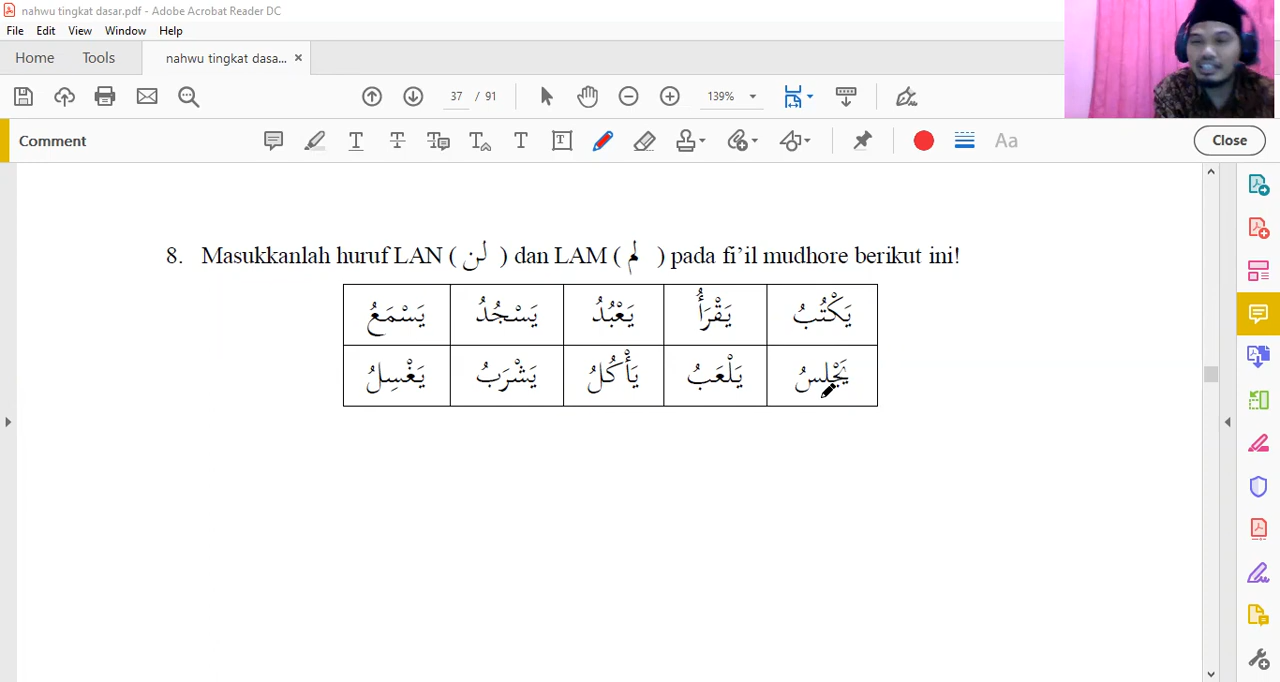 nahwu tingkat dasar.pdf - Adobe Acrobat Reader DC
File Edit View Window Help
Home Tools nahwu tingkat dasa... ×
37 / 91 139%
Comment Aa Close
8. Masukkanlah huruf LAN ( لن ) dan LAM ( لم ) pada fi’il mudhore berikut ini!
يَكْتُبُ يَقْرَأُ يَعْبُدُ يَسْجُدُ يَسْمَعُ
يَجْلِسُ يَلْعَبُ يَأْكُلُ يَشْرَبُ يَغْسِلُ